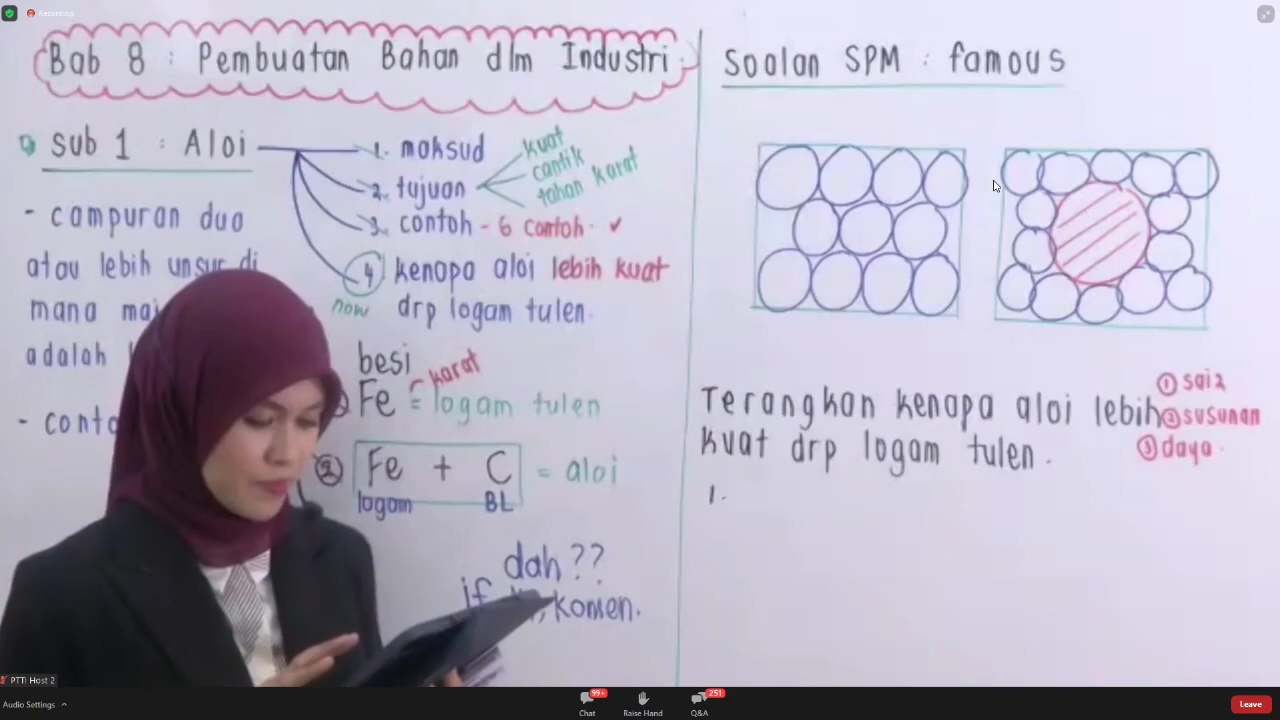 Recording
Bab 8 : Pembuatan Bahan dlm Industri
Sub 1 : Aloi
1. maksud
2. tujuan
kuat
cantik
tahan karat
3. contoh - 6 contoh. ✓
4 kenapa aloi lebih kuat
now drp logam tulen.
- campuran dua
atau lebih unsur di
mana
adalah
besi
karat
Fe = logam tulen
② Fe + C = aloi
logam BL
dah ??
if komen.
Soalan SPM : famous
Terangkan kenapa aloi lebih
kuat drp logam tulen.
① saiz
② susunan
③ daya.
1.
PTTI Host 2
Audio Settings
99+
Chat
Raise Hand
251
Q&A
Leave